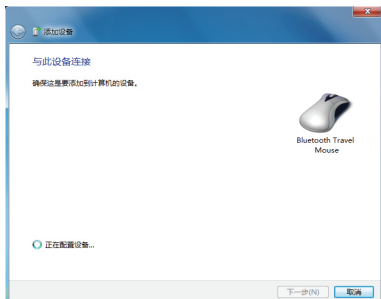 添加设备
与此设备连接
确保这是要添加到计算机的设备。
Bluetooth Travel
Mouse
正在配置设备...
下一步(N)
取消